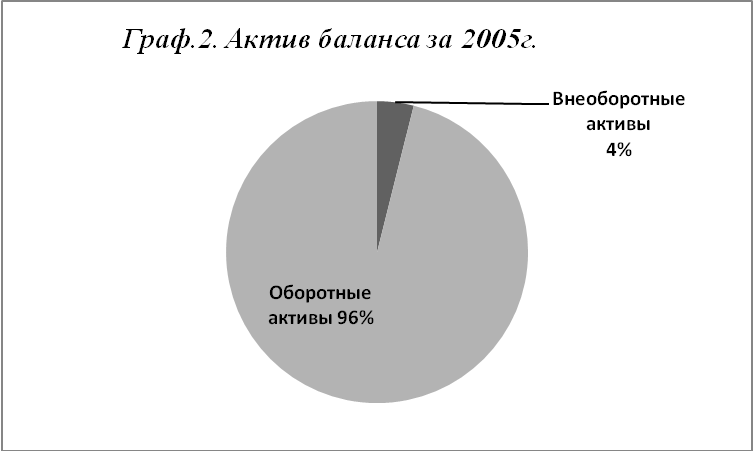 Граф.2. Актив баланса за 2005г.
Внеоборотные
активы
4%
Оборотные
активы 96%